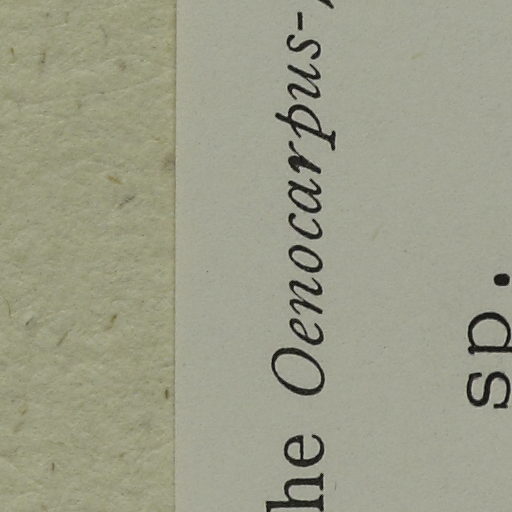 he Oenocarpus-
sp.